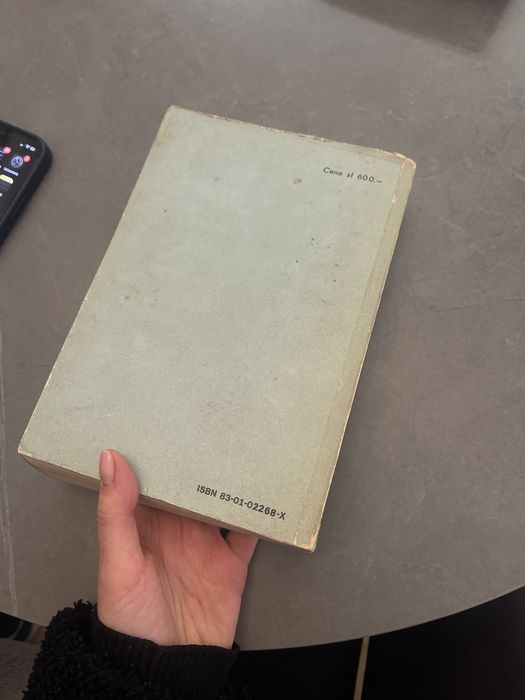 Cena zł 600.—
ISBN 83-01-02268-X